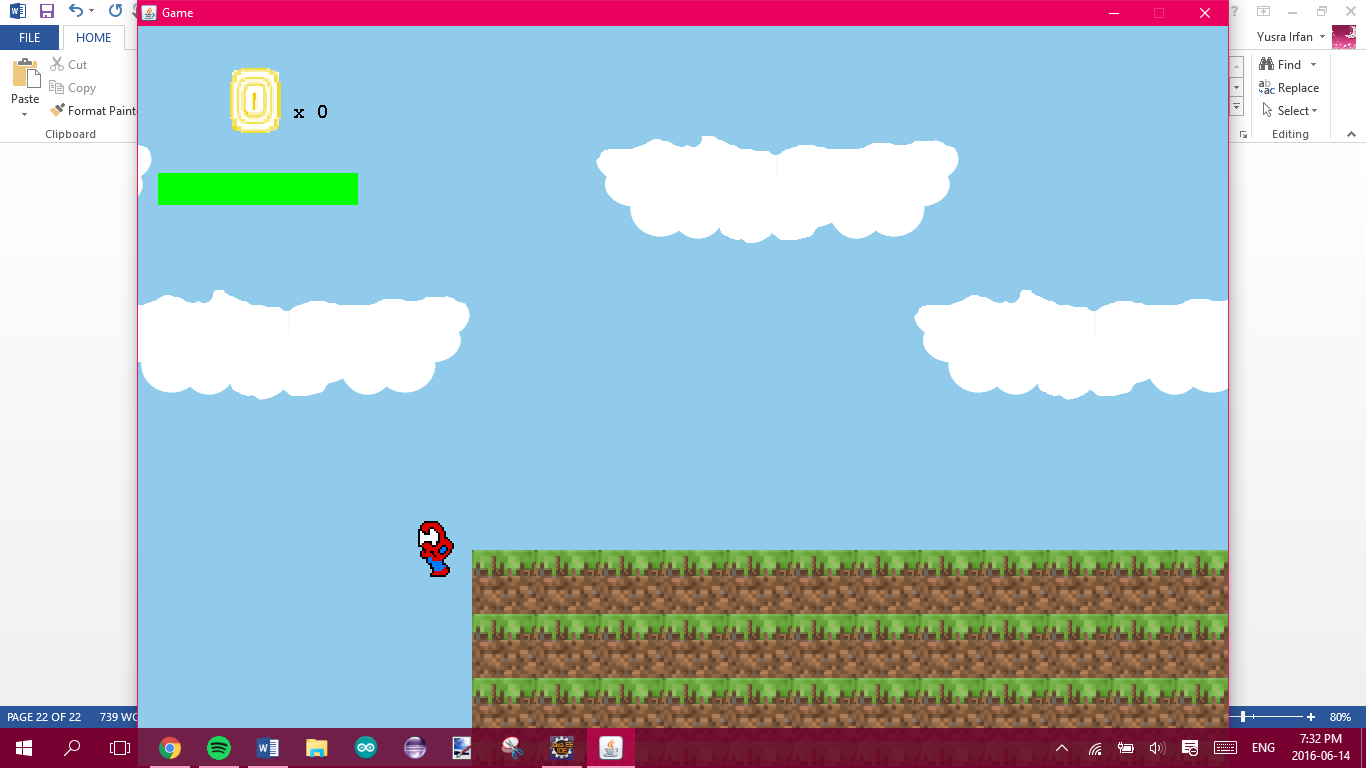 Game
FILE
HOME
Yusra Irfan
Cut
Copy
Paste
Format Paint
Clipboard
Find
Replace
Select
Editing
x 0
PAGE 22 OF 22
739 WO
80%
ENG
7:32 PM
2016-06-14